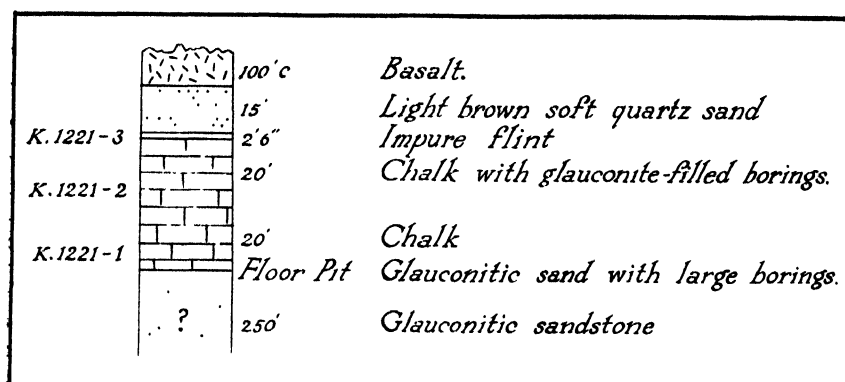 100'c Basalt.
15' Light brown soft quartz sand
K.1221-3 2'6" Impure flint
20' Chalk with glauconite-filled borings.
K.1221-2
20' Chalk
K.1221-1
Floor Pit Glauconitic sand with large borings.
? 250' Glauconitic sandstone